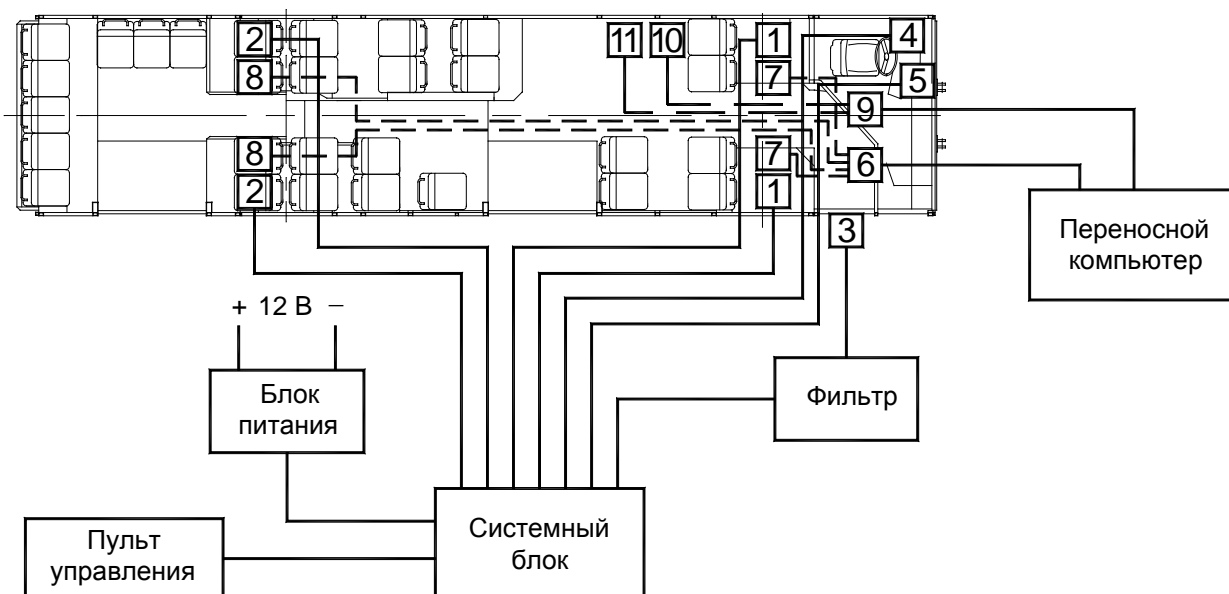 2
11
10
1
4
8
7
5
9
8
7
6
2
1
3
Переносной
компьютер
+ 12 В –
Блок
питания
Фильтр
Системный
блок
Пульт
управления